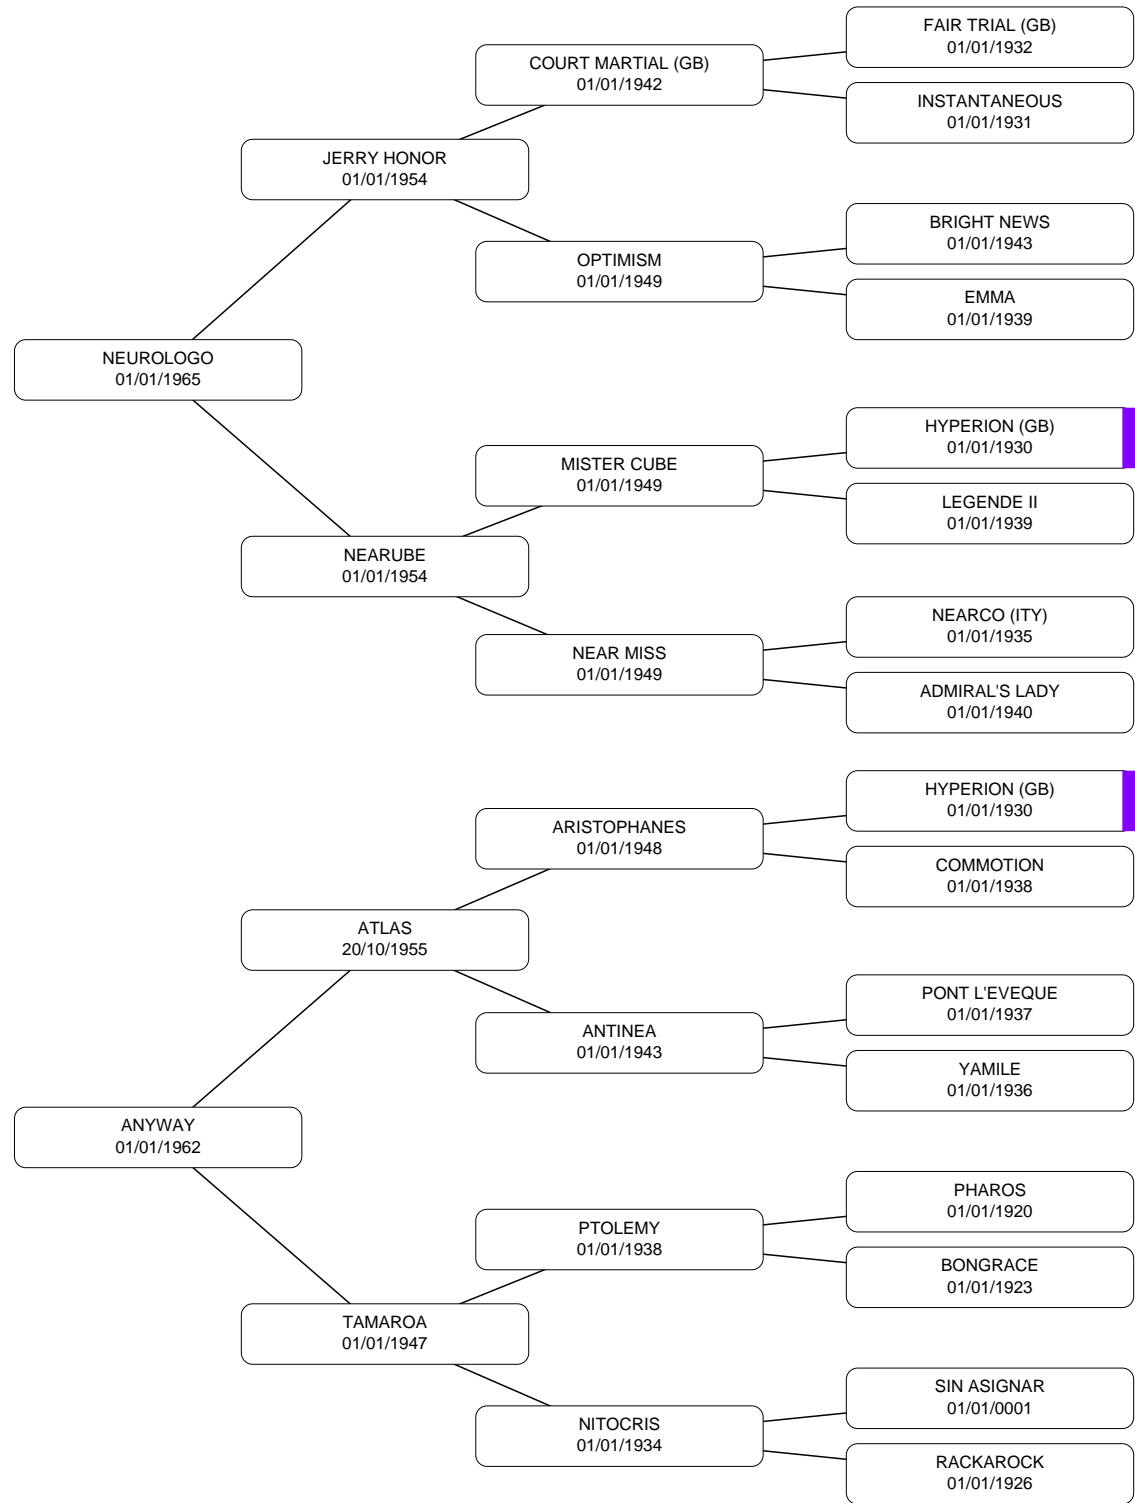 FAIR TRIAL (GB)
01/01/1932
COURT MARTIAL (GB)
01/01/1942
INSTANTANEOUS
01/01/1931
JERRY HONOR
01/01/1954
BRIGHT NEWS
01/01/1943
OPTIMISM
01/01/1949
EMMA
01/01/1939
NEUROLOGO
01/01/1965
HYPERION (GB)
01/01/1930
MISTER CUBE
01/01/1949
LEGENDE II
01/01/1939
NEARUBE
01/01/1954
NEARCO (ITY)
01/01/1935
NEAR MISS
01/01/1949
ADMIRAL'S LADY
01/01/1940
HYPERION (GB)
01/01/1930
ARISTOPHANES
01/01/1948
COMMOTION
01/01/1938
ATLAS
20/10/1955
PONT L'EVEQUE
01/01/1937
ANTINEA
01/01/1943
YAMILE
01/01/1936
ANYWAY
01/01/1962
PHAROS
01/01/1920
PTOLEMY
01/01/1938
BONGRACE
01/01/1923
TAMAROA
01/01/1947
SIN ASIGNAR
01/01/0001
NITOCRIS
01/01/1934
RACKAROCK
01/01/1926